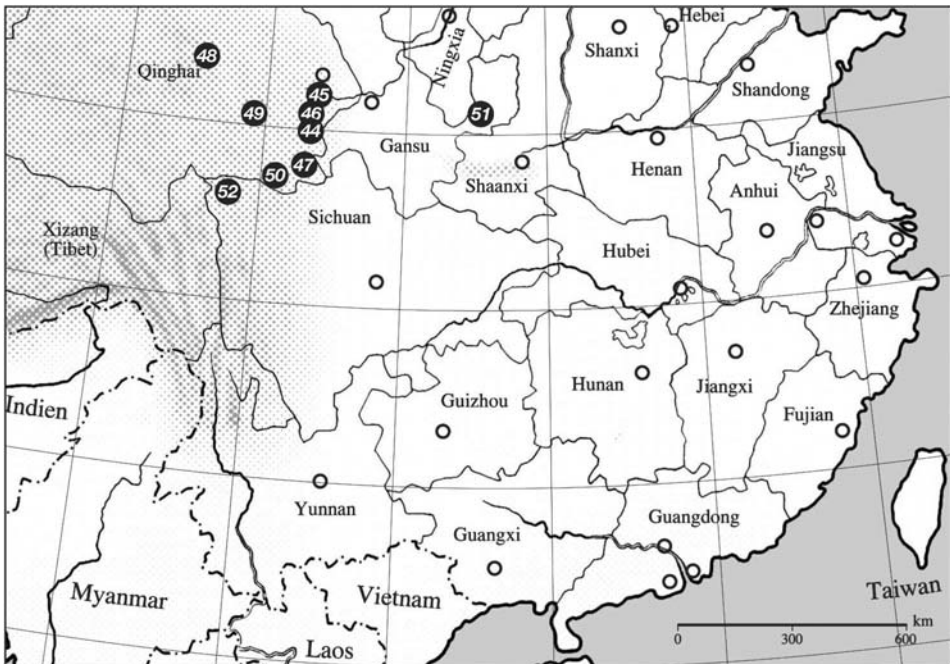 Hebei
Shanxi
Ningxia
48
Qinghai
Shandong
45
49
46
51
44
Gansu
Jiangsu
Henan
47
50
Shaanxi
Anhui
52
Sichuan
Xizang
(Tibet)
Hubei
Zhejiang
Hunan
Jiangxi
Guizhou
Indien
Fujian
Yunnan
Guangdong
Guangxi
Myanmar
Vietnam
Taiwan
km
0 300 600
Laos